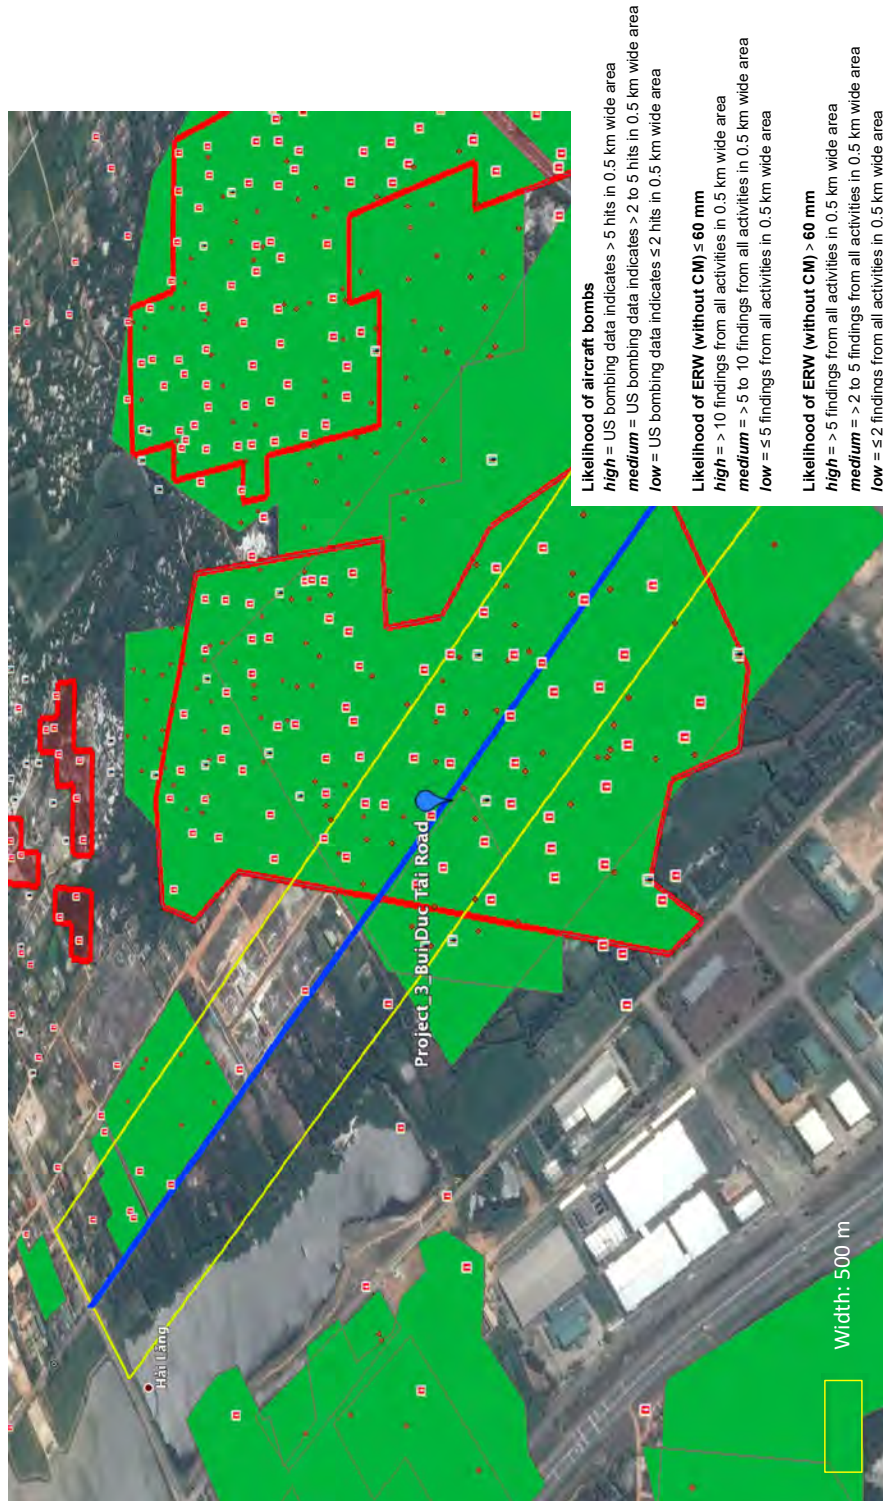 Likelihood of aircraft bombs
high = US bombing data indicates > 5 hits in 0.5 km wide area
medium = US bombing data indicates > 2 to 5 hits in 0.5 km wide area
low = US bombing data indicates ≤ 2 hits in 0.5 km wide area
Likelihood of ERW (without CM) ≤ 60 mm
high = > 10 findings from all activities in 0.5 km wide area
medium = > 5 to 10 findings from all activities in 0.5 km wide area
low = ≤ 5 findings from all activities in 0.5 km wide area
Likelihood of ERW (without CM) > 60 mm
high = > 5 findings from all activities in 0.5 km wide area
medium = > 2 to 5 findings from all activities in 0.5 km wide area
low = ≤ 2 findings from all activities in 0.5 km wide area
Project_3_Bui Duc Tai Road
Hải Lăng
Width: 500 m